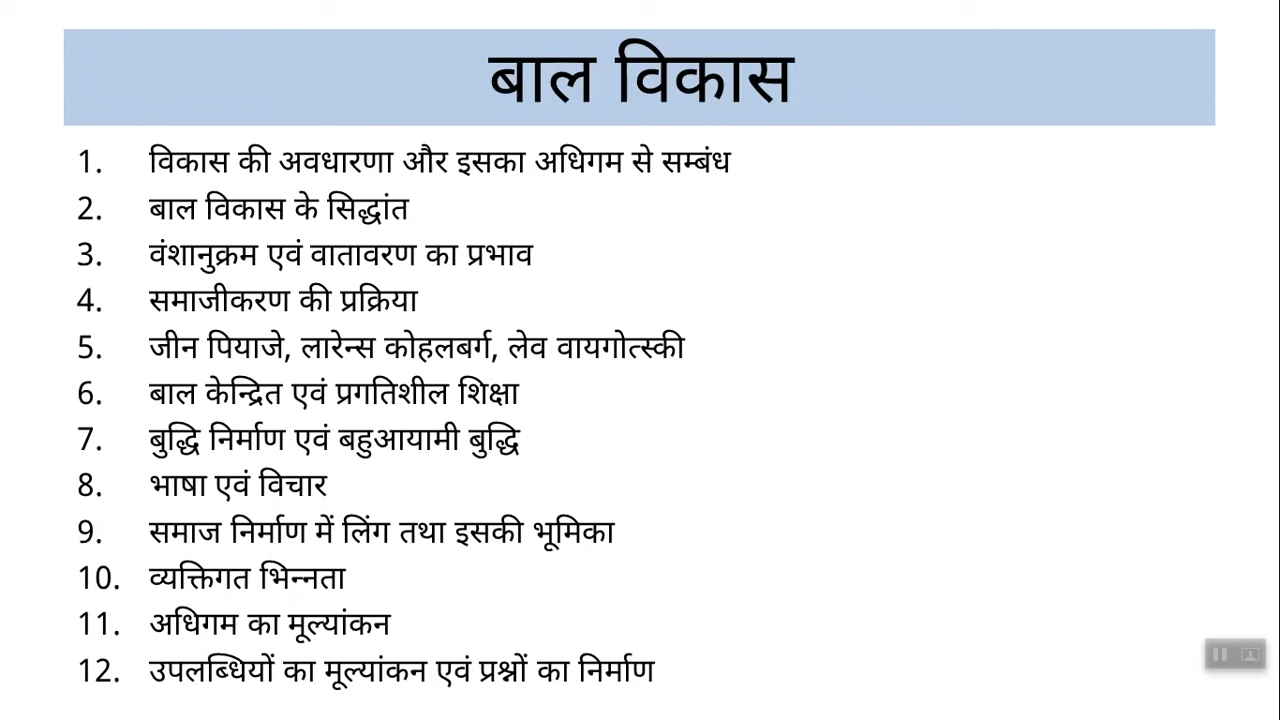 बाल विकास
1. विकास की अवधारणा और इसका अधिगम से सम्बंध
2. बाल विकास के सिद्धांत
3. वंशानुक्रम एवं वातावरण का प्रभाव
4. समाजीकरण की प्रक्रिया
5. जीन पियाजे, लारेन्स कोहलबर्ग, लेव वायगोत्स्की
6. बाल केन्द्रित एवं प्रगतिशील शिक्षा
7. बुद्धि निर्माण एवं बहुआयामी बुद्धि
8. भाषा एवं विचार
9. समाज निर्माण में लिंग तथा इसकी भूमिका
10. व्यक्तिगत भिन्नता
11. अधिगम का मूल्यांकन
12. उपलब्धियों का मूल्यांकन एवं प्रश्नों का निर्माण